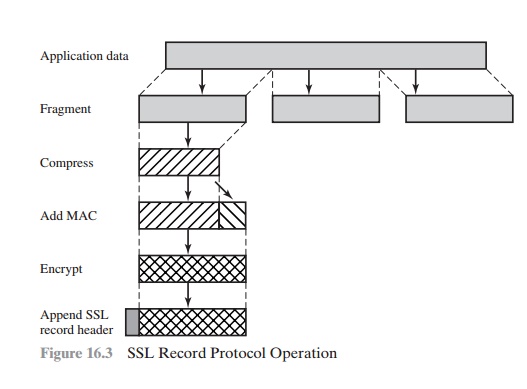 Application data
Fragment
Compress
Add MAC
Encrypt
Append SSL
record header
Figure 16.3 SSL Record Protocol Operation